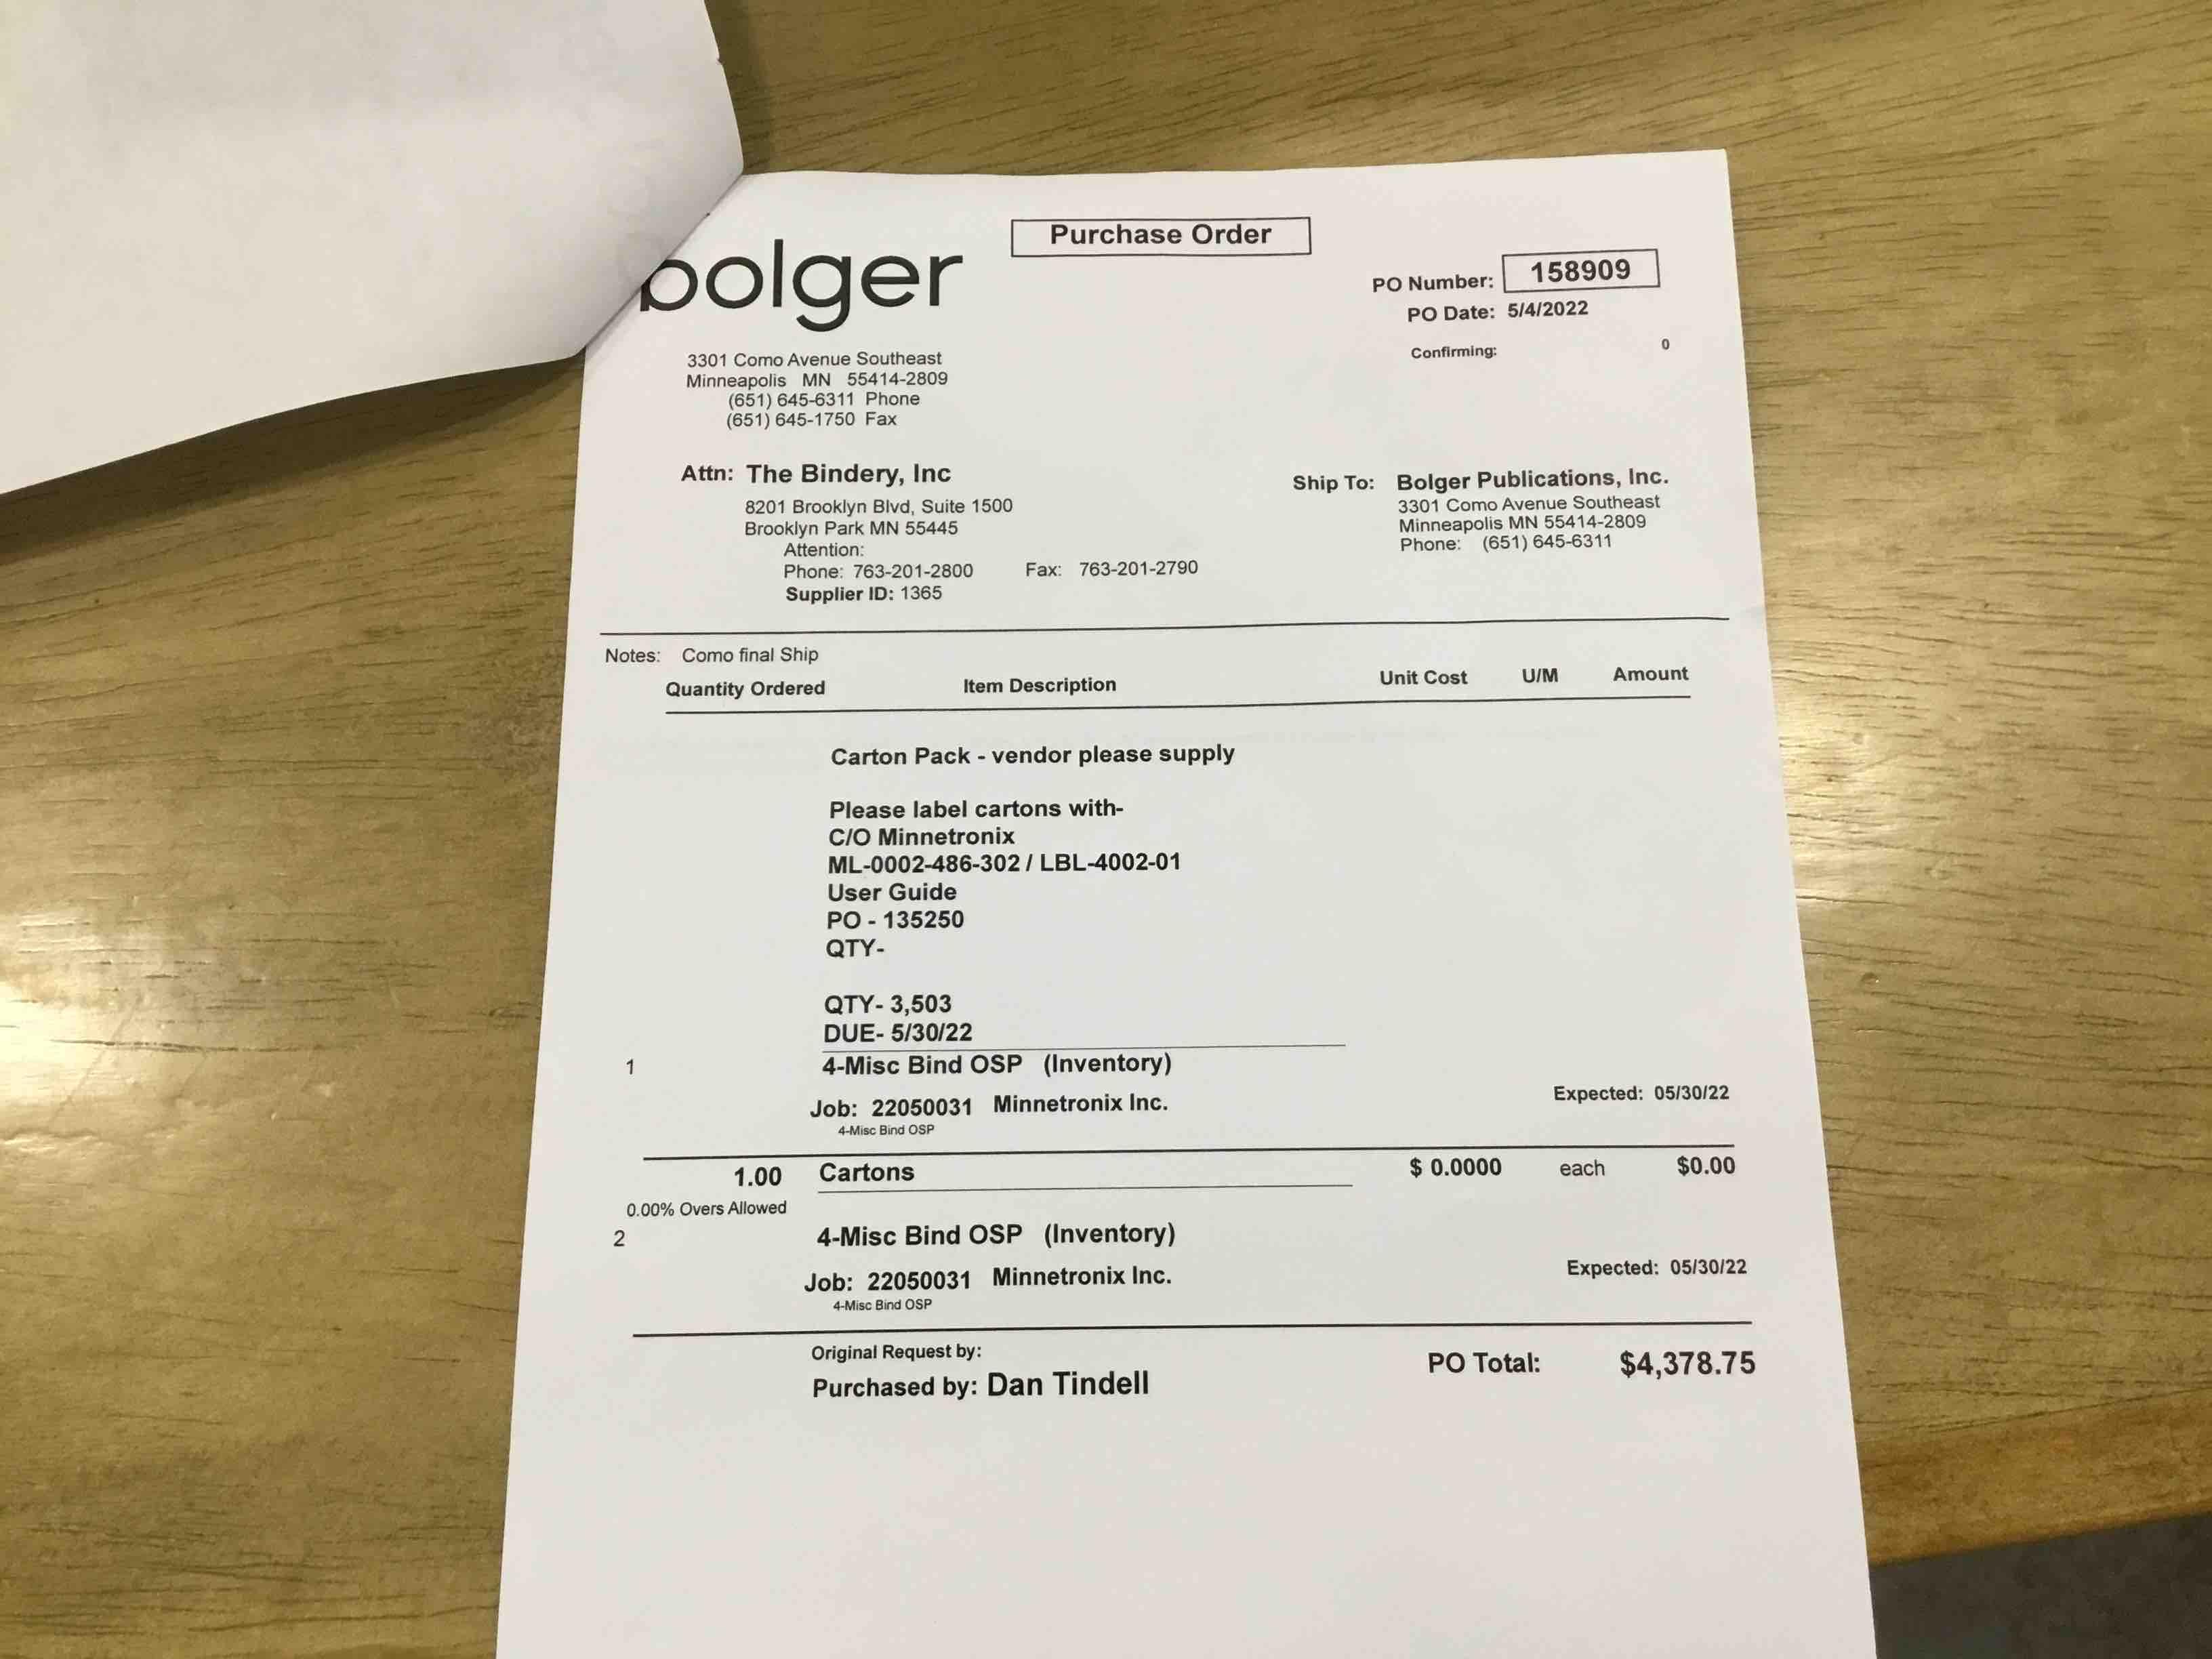 Purchase Order
bolger
PO Number: 158909
PO Date: 5/4/2022
Confirming: 0
3301 Como Avenue Southeast
Minneapolis MN 55414-2809
(651) 645-6311 Phone
(651) 645-1750 Fax
Attn: The Bindery, Inc
8201 Brooklyn Blvd, Suite 1500
Brooklyn Park MN 55445
Attention:
Phone: 763-201-2800 Fax: 763-201-2790
Supplier ID: 1365
Ship To: Bolger Publications, Inc.
3301 Como Avenue Southeast
Minneapolis MN 55414-2809
Phone: (651) 645-6311
Notes: Como final Ship
Quantity Ordered Item Description Unit Cost U/M Amount
Carton Pack - vendor please supply
Please label cartons with-
C/O Minnetronix
ML-0002-486-302 / LBL-4002-01
User Guide
PO - 135250
QTY-
QTY- 3,503
DUE- 5/30/22
1 4-Misc Bind OSP (Inventory)
Job: 22050031 Minnetronix Inc. Expected: 05/30/22
4-Misc Bind OSP
1.00 Cartons $ 0.0000 each $0.00
0.00% Overs Allowed
2 4-Misc Bind OSP (Inventory)
Job: 22050031 Minnetronix Inc. Expected: 05/30/22
4-Misc Bind OSP
Original Request by:
Purchased by: Dan Tindell
PO Total: $4,378.75